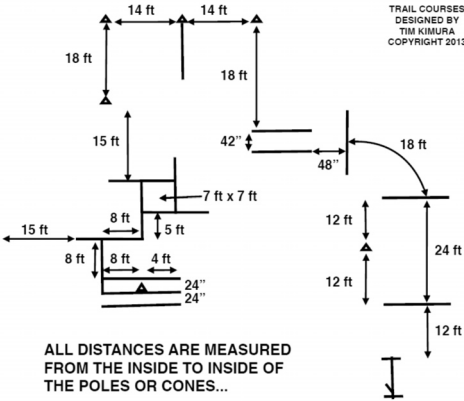 14 ft
14 ft
TRAIL COURSES
DESIGNED BY
TIM KIMURA
COPYRIGHT 2013
18 ft
18 ft
15 ft
42"
48"
18 ft
7 ft x 7 ft
8 ft
12 ft
15 ft
5 ft
24 ft
8 ft
8 ft
4 ft
12 ft
24"
24"
12 ft
ALL DISTANCES ARE MEASURED
FROM THE INSIDE TO INSIDE OF
THE POLES OR CONES...